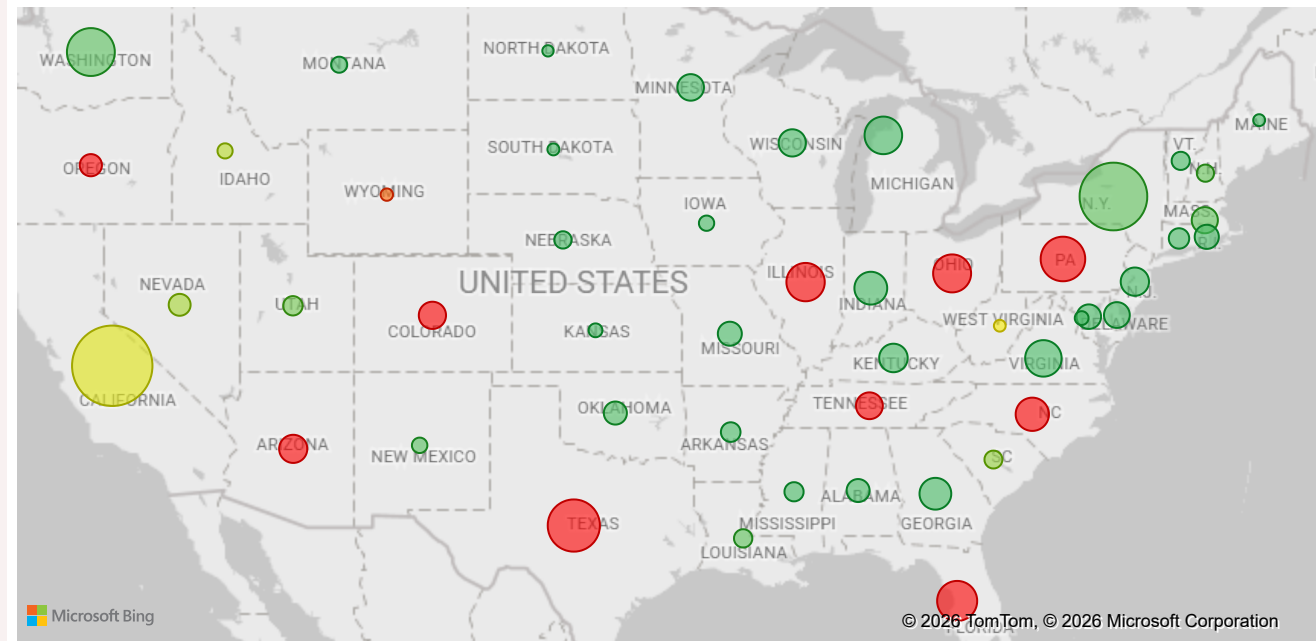 WASHINGTON
MONTANA
NORTH DAKOTA
MINNESOTA
MAINE
VT.
N.H.
WISCONSIN
SOUTH DAKOTA
OREGON
IDAHO
WYOMING
MICHIGAN
IOWA
N.Y.
MASS.
R.I.
NEBRASKA
UNITED STATES
NEVADA
UTAH
ILLINOIS
OHIO
PA
INDIANA
N.J.
COLORADO
KANSAS
MISSOURI
WEST VIRGINIA
DELAWARE
KENTUCKY
VIRGINIA
CALIFORNIA
OKLAHOMA
TENNESSEE
NC
ARIZONA
NEW MEXICO
ARKANSAS
SC
TEXAS
MISSISSIPPI
ALABAMA
GEORGIA
LOUISIANA
Microsoft Bing
© 2026 TomTom, © 2026 Microsoft Corporation
FLORIDA